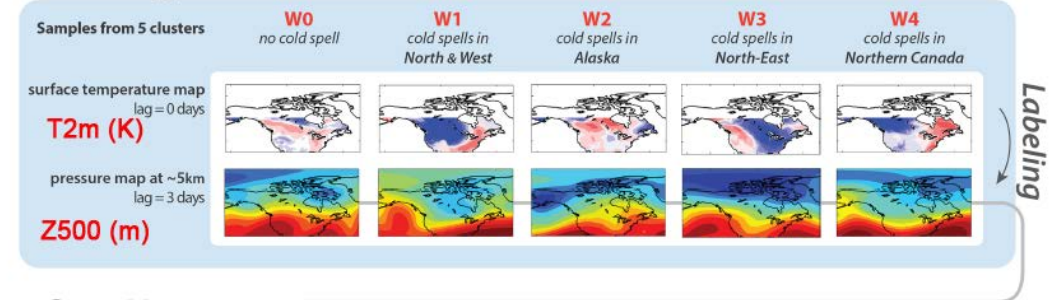 Samples from 5 clusters
W0
no cold spell
W1
cold spells in
North & West
W2
cold spells in
Alaska
W3
cold spells in
North-East
W4
cold spells in
Northern Canada
surface temperature map
lag = 0 days
T2m (K)
pressure map at ~5km
lag = 3 days
Z500 (m)
Labeling